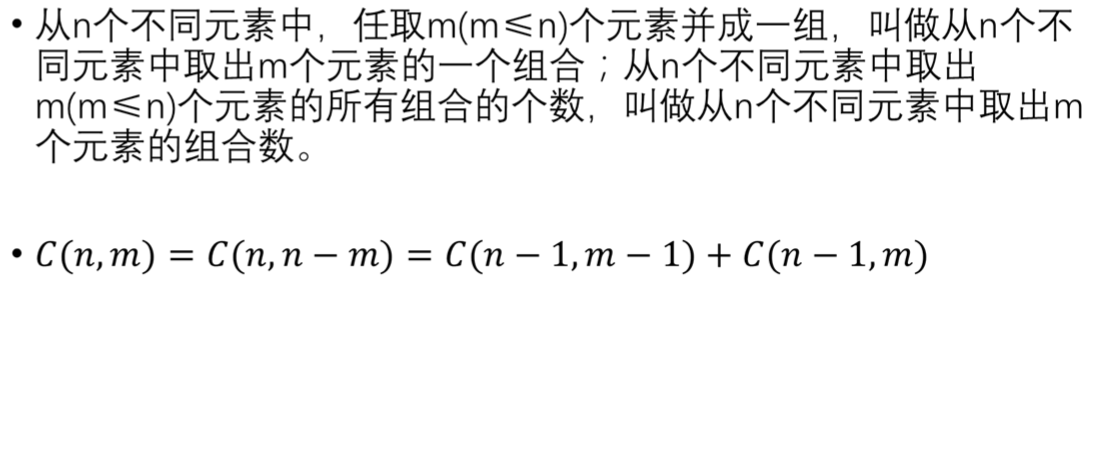 • 从n个不同元素中，任取m(m⩽n)个元素并成一组，叫做从n个不
同元素中取出m个元素的一个组合；从n个不同元素中取出
m(m⩽n)个元素的所有组合的个数，叫做从n个不同元素中取出m
个元素的组合数。
• C(n,m) = C(n,n − m) = C(n − 1,m − 1) + C(n − 1,m)